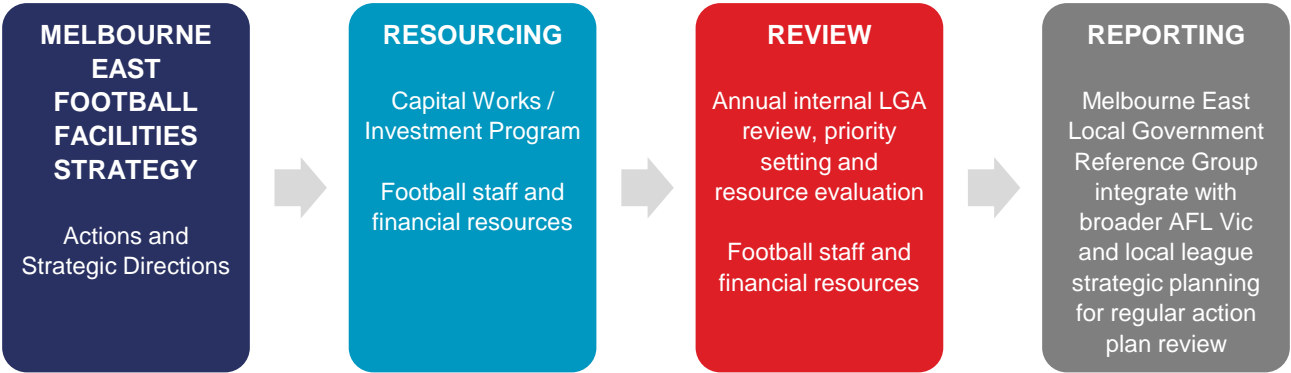 MELBOURNE
EAST
FOOTBALL
FACILITIES
STRATEGY
Actions and
Strategic Directions
RESOURCING
Capital Works /
Investment Program
Football staff and
financial resources
REVIEW
Annual internal LGA
review, priority
setting and
resource evaluation
Football staff and
financial resources
REPORTING
Melbourne East
Local Government
Reference Group
integrate with
broader AFL Vic
and local league
strategic planning
for regular action
plan review